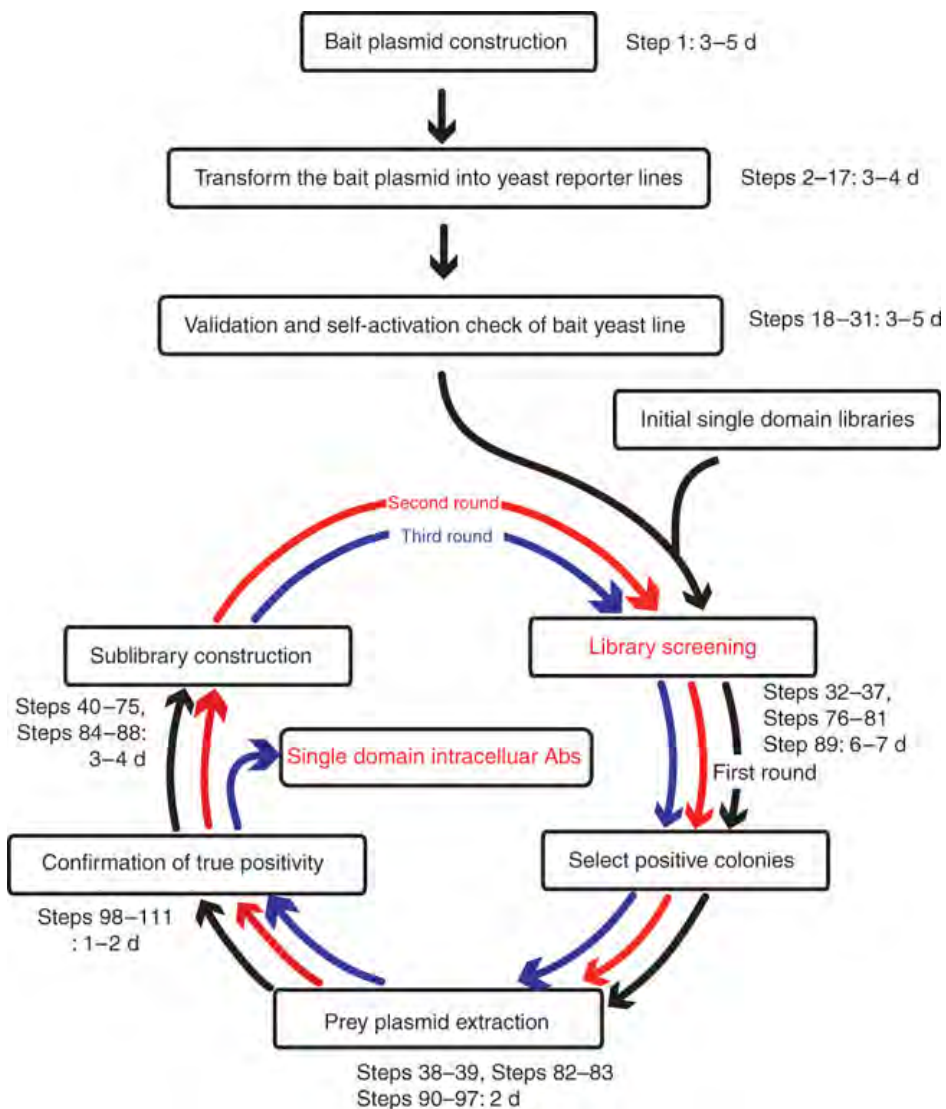 Bait plasmid construction
Step 1: 3–5 d
Transform the bait plasmid into yeast reporter lines
Steps 2–17: 3–4 d
Validation and self-activation check of bait yeast line
Steps 18–31: 3–5 d
Initial single domain libraries
Second round
Third round
Sublibrary construction
Library screening
Steps 40–75,
Steps 84–88:
3–4 d
Steps 32–37,
Steps 76–81
Step 89: 6–7 d
First round
Single domain intracelluar Abs
Confirmation of true positivity
Select positive colonies
Steps 98–111
: 1–2 d
Prey plasmid extraction
Steps 38–39, Steps 82–83
Steps 90–97: 2 d